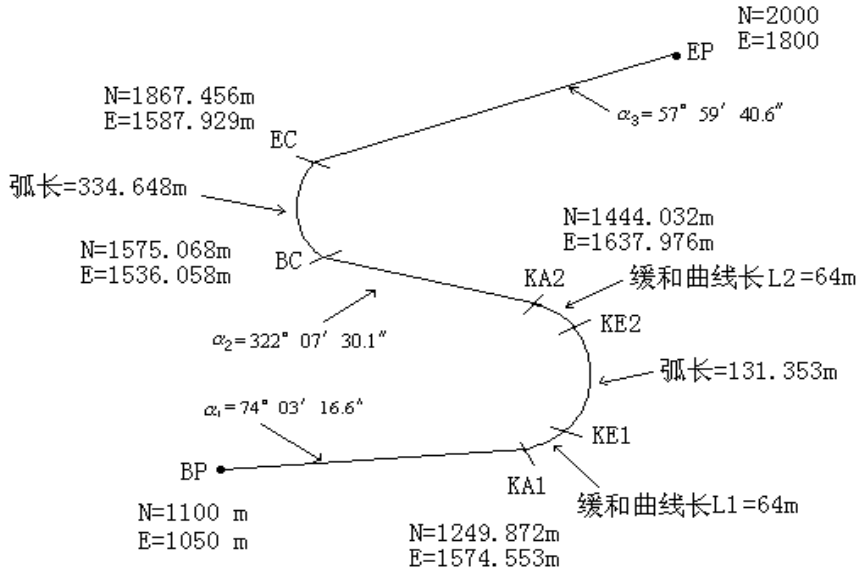 N=2000
E=1800
EP
N=1867.456m
E=1587.929m
EC
α₃=57° 59′ 40.6″
弧长=334.648m
N=1444.032m
E=1637.976m
N=1575.068m
E=1536.058m
BC
KA2
缓和曲线长L2=64m
KE2
α₂=322° 07′ 30.1″
弧长=131.353m
α₁=74° 03′ 16.6″
KE1
BP
KA1
缓和曲线长L1=64m
N=1100 m
E=1050 m
N=1249.872m
E=1574.553m